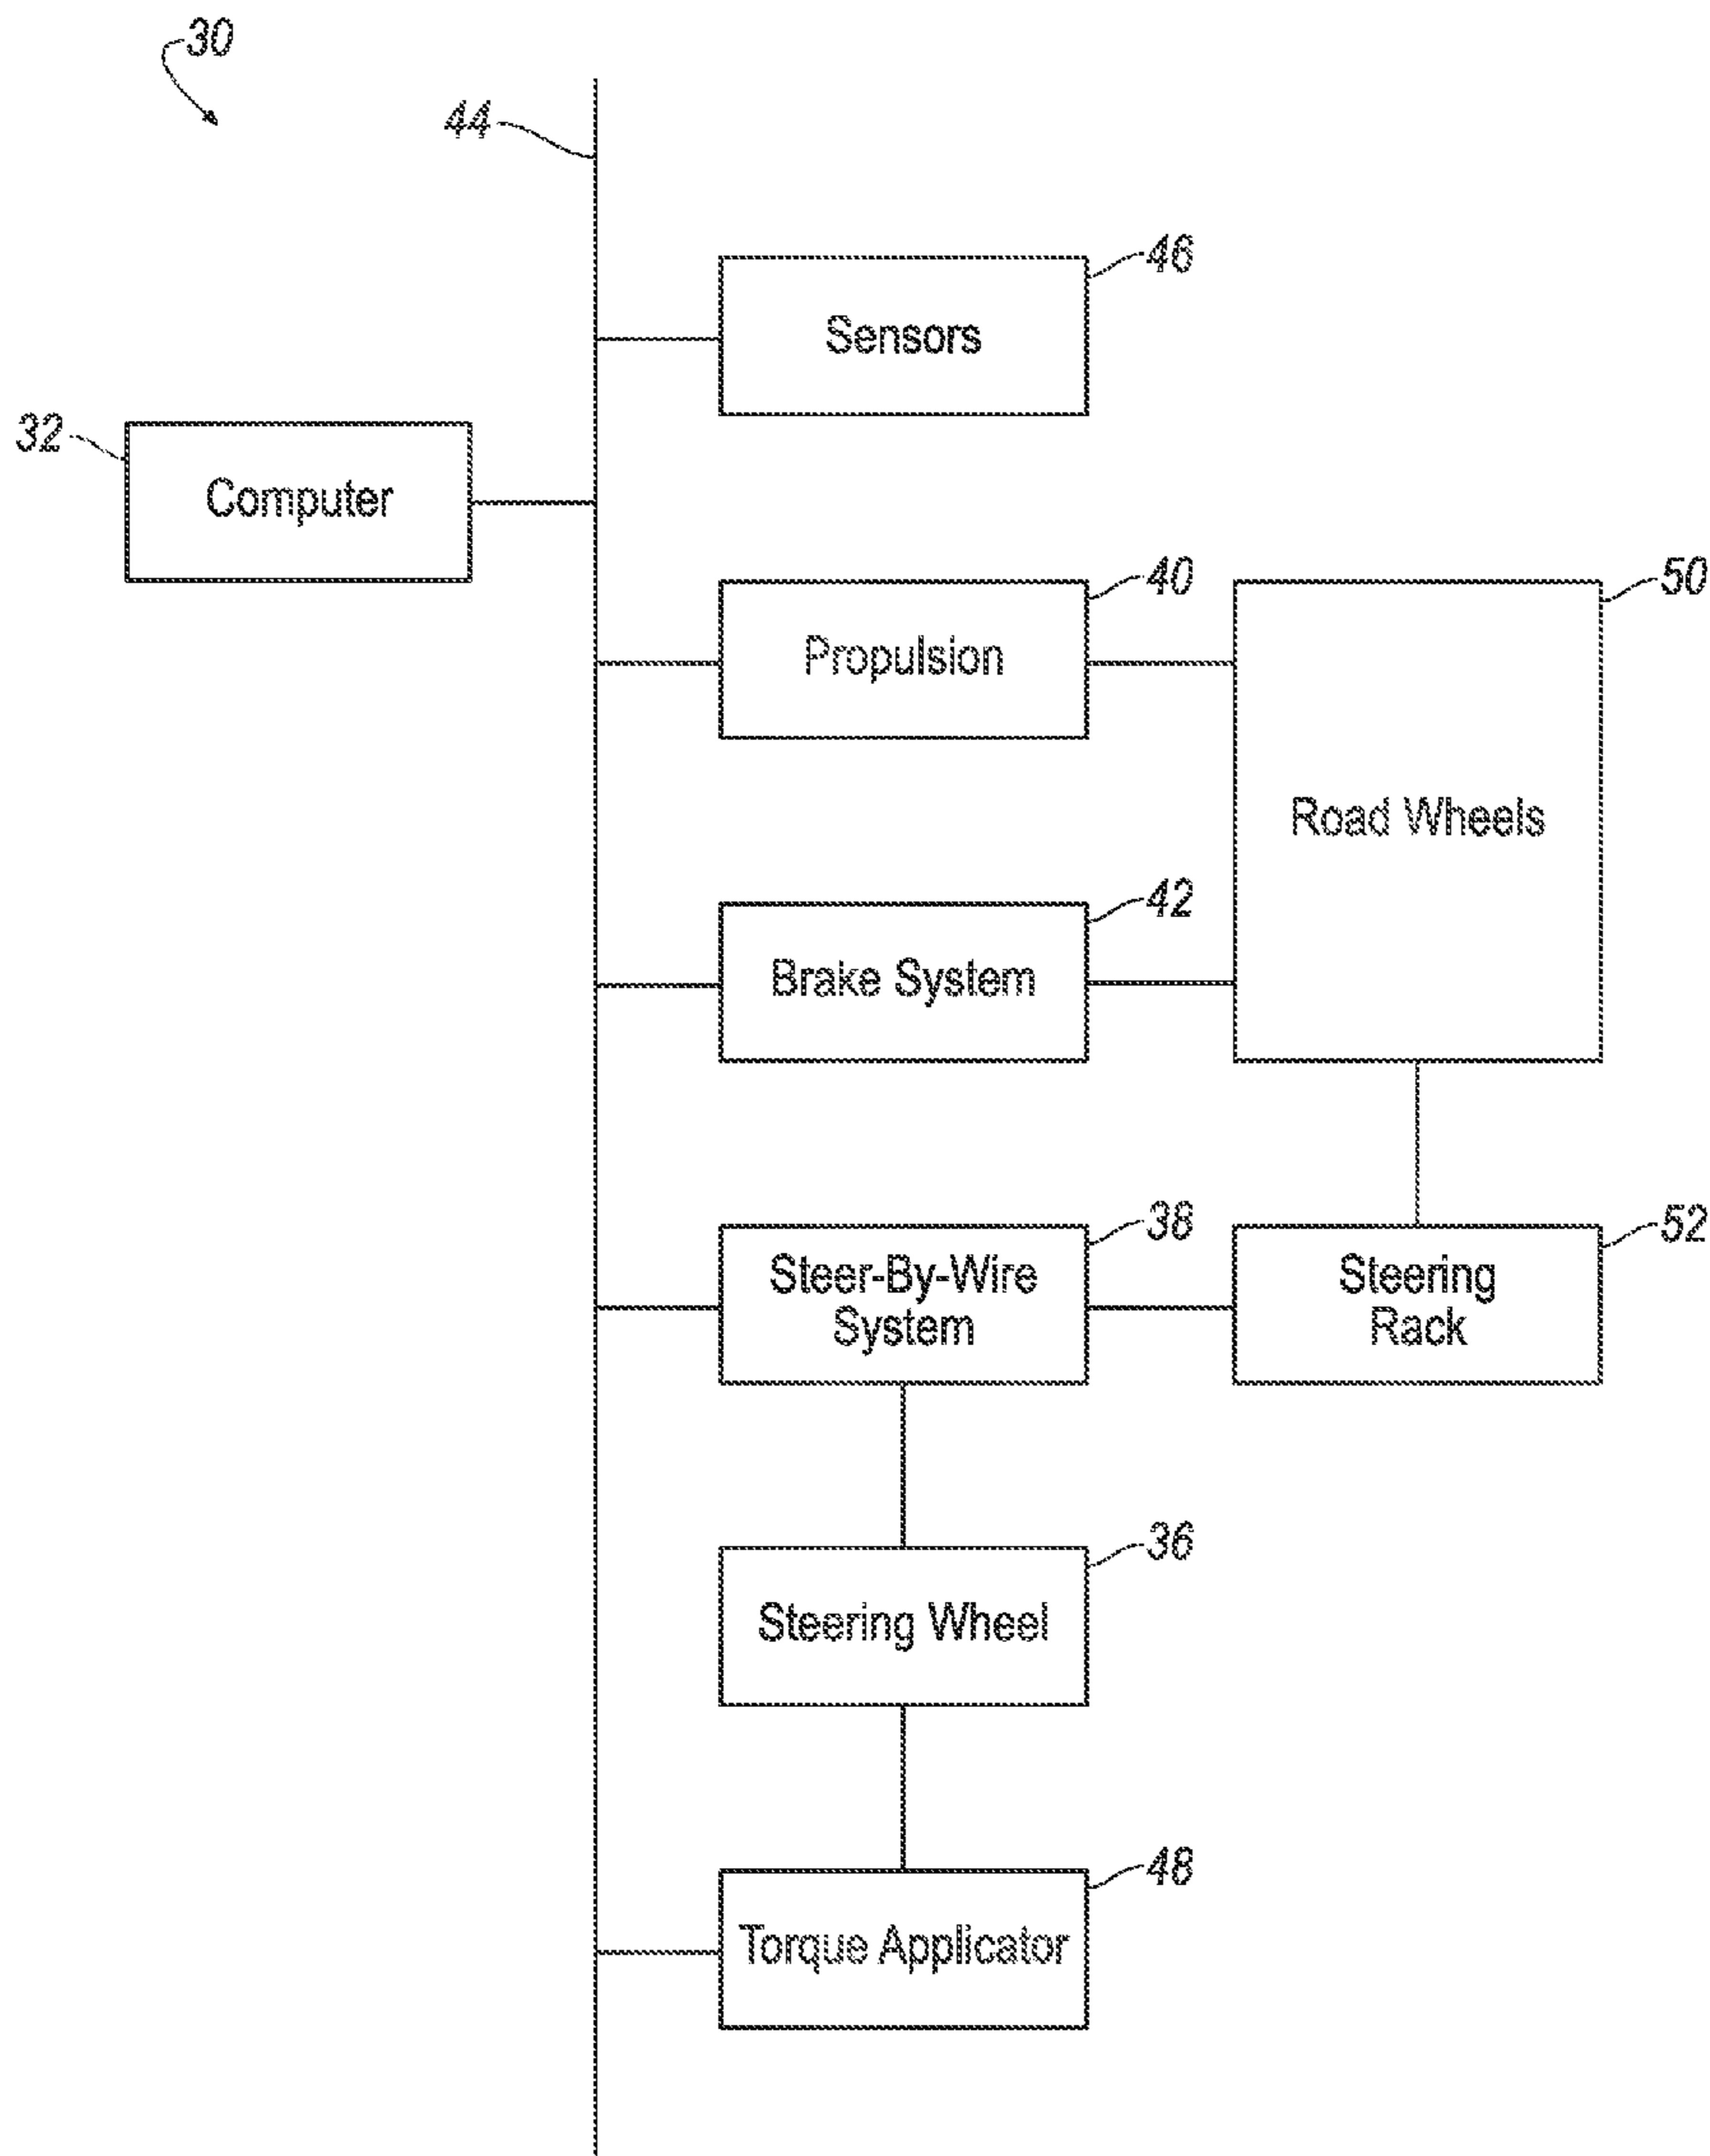 30
44
46
Sensors
32
Computer
40
50
Propulsion
Road Wheels
42
Brake System
38
52
Steer-By-Wire
System
Steering
Rack
36
Steering Wheel
48
Torque Applicator